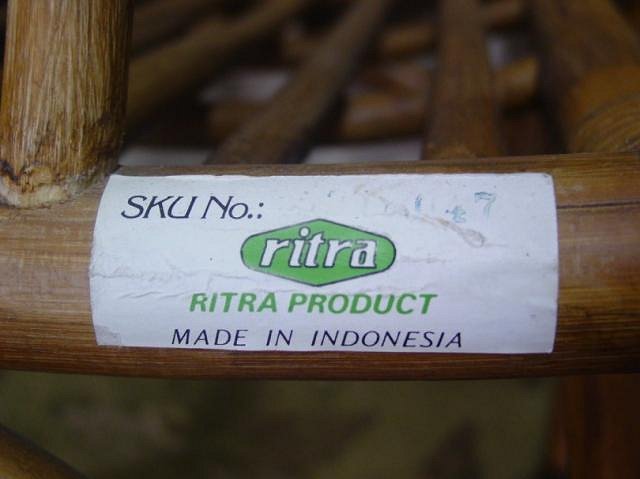 SKU No.:
ritra
RITRA PRODUCT
MADE IN INDONESIA